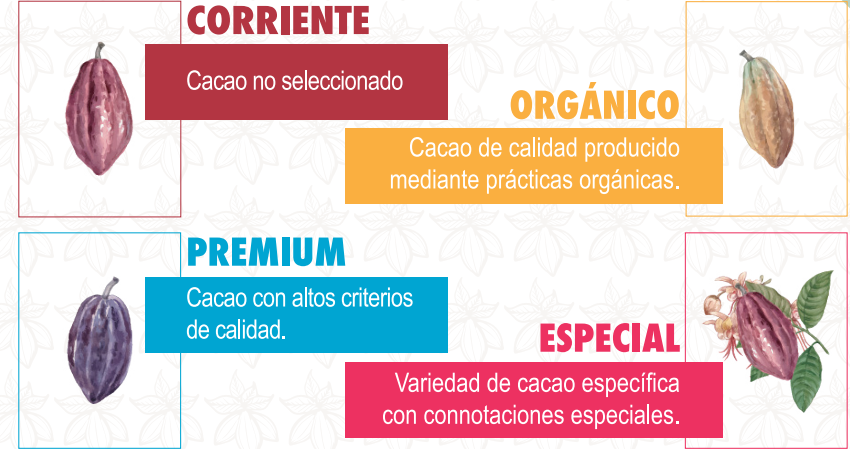 CORRIENTE
Cacao no seleccionado
ORGÁNICO
Cacao de calidad producido
mediante prácticas orgánicas.
PREMIUM
Cacao con altos criterios
de calidad.
ESPECIAL
Variedad de cacao específica
con connotaciones especiales.